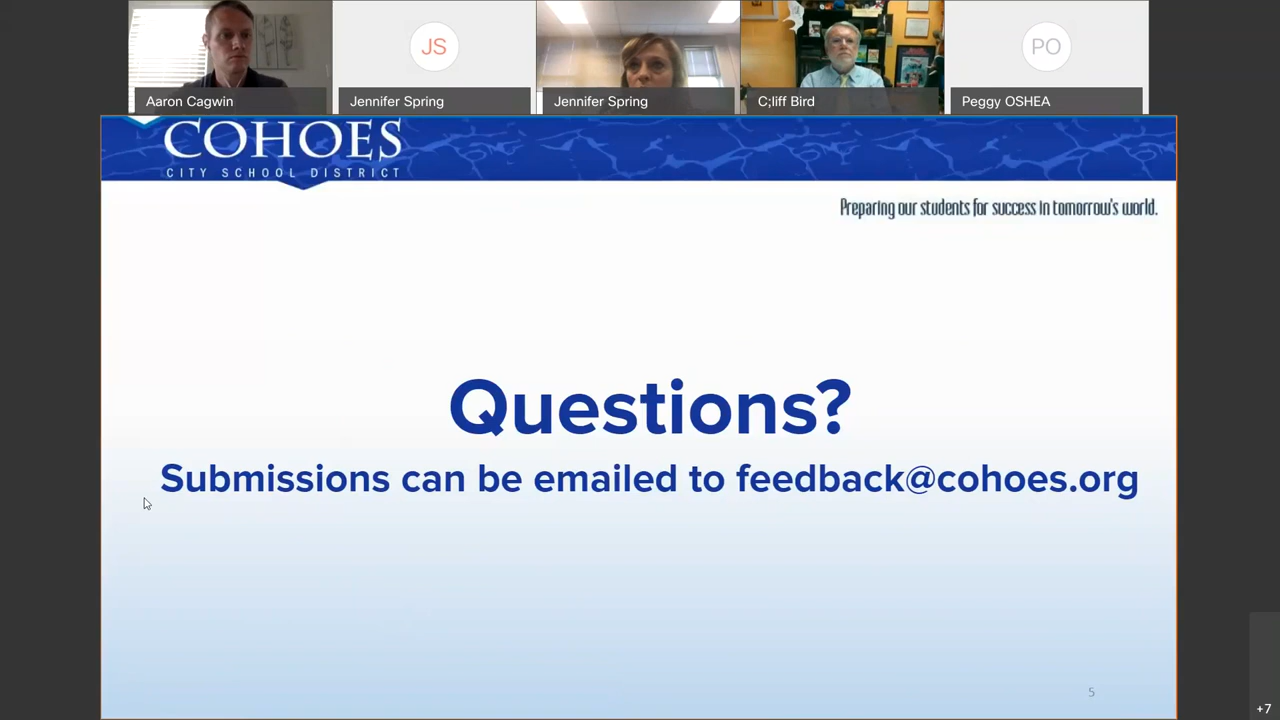 JS
PO
Aaron Cagwin
Jennifer Spring
Jennifer Spring
C;liff Bird
Peggy OSHEA
COHOES
CITY SCHOOL DISTRICT
Preparing our students for success in tomorrow's world.
Questions?
Submissions can be emailed to feedback@cohoes.org
5
+7